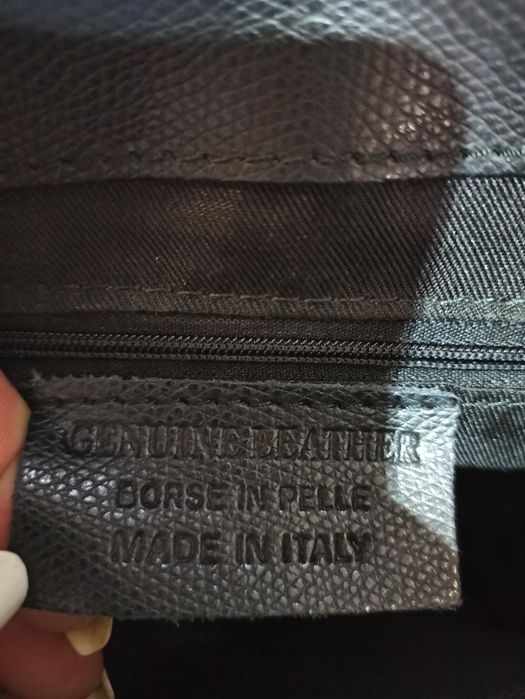 GENUINE LEATHER
BORSE IN PELLE
MADE IN ITALY